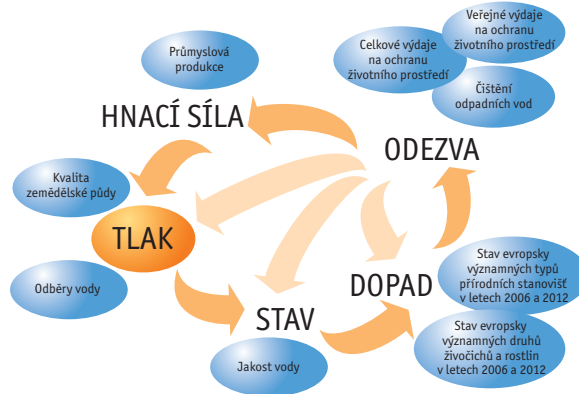 Veřejné výdaje
na ochranu
životního prostředí
Celkové výdaje
na ochranu
životního prostředí
Průmyslová
produkce
Čištění
odpadních vod
HNACÍ SÍLA
ODEZVA
Kvalita
zemědělské půdy
TLAK
Stav evropsky
významných typů
přírodních stanovišť
v letech 2006 a 2012
Odběry vody
DOPAD
STAV
Stav evropsky
významných druhů
živočichů a rostlin
v letech 2006 a 2012
Jakost vody